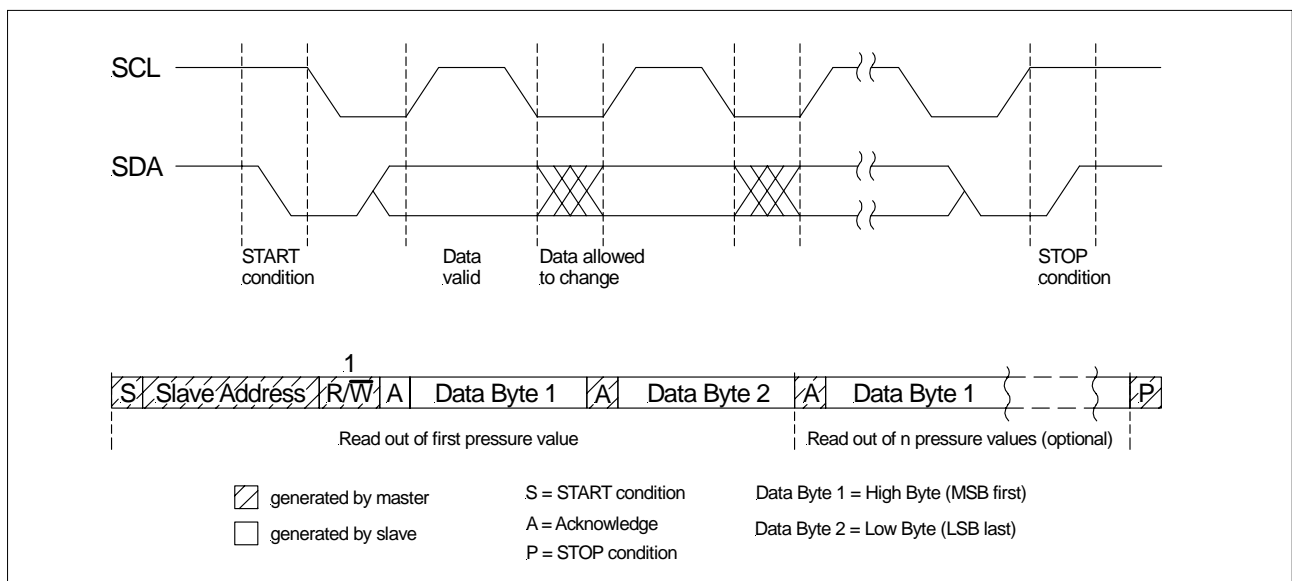 SCL
SDA
START
condition
Data
valid
Data allowed
to change
STOP
condition
1
S Slave Address R/W̅ A Data Byte 1 A Data Byte 2 A Data Byte 1 P
Read out of first pressure value
Read out of n pressure values (optional)
generated by master
generated by slave
S = START condition
A = Acknowledge
P = STOP condition
Data Byte 1 = High Byte (MSB first)
Data Byte 2 = Low Byte (LSB last)